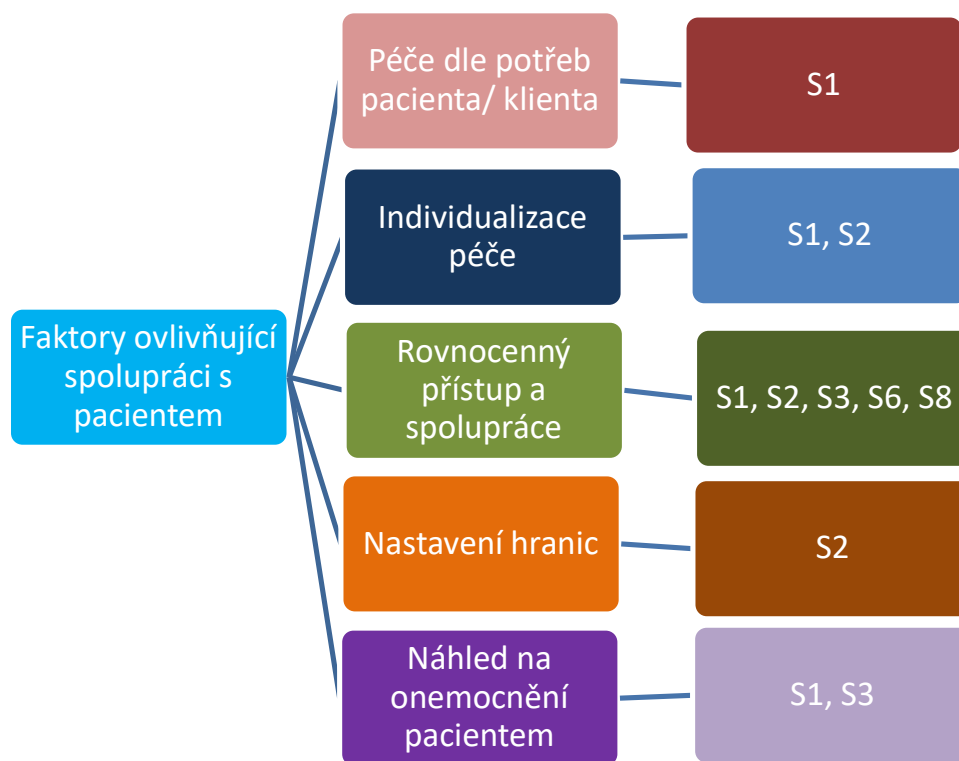 Faktory ovlivňující
spolupráci s
pacientem
Péče dle potřeb
pacienta/ klienta
S1
Individualizace
péče
S1, S2
Rovnocenný
přístup a
spolupráce
S1, S2, S3, S6, S8
Nastavení hranic
S2
Náhled na
onemocnění
pacientem
S1, S3